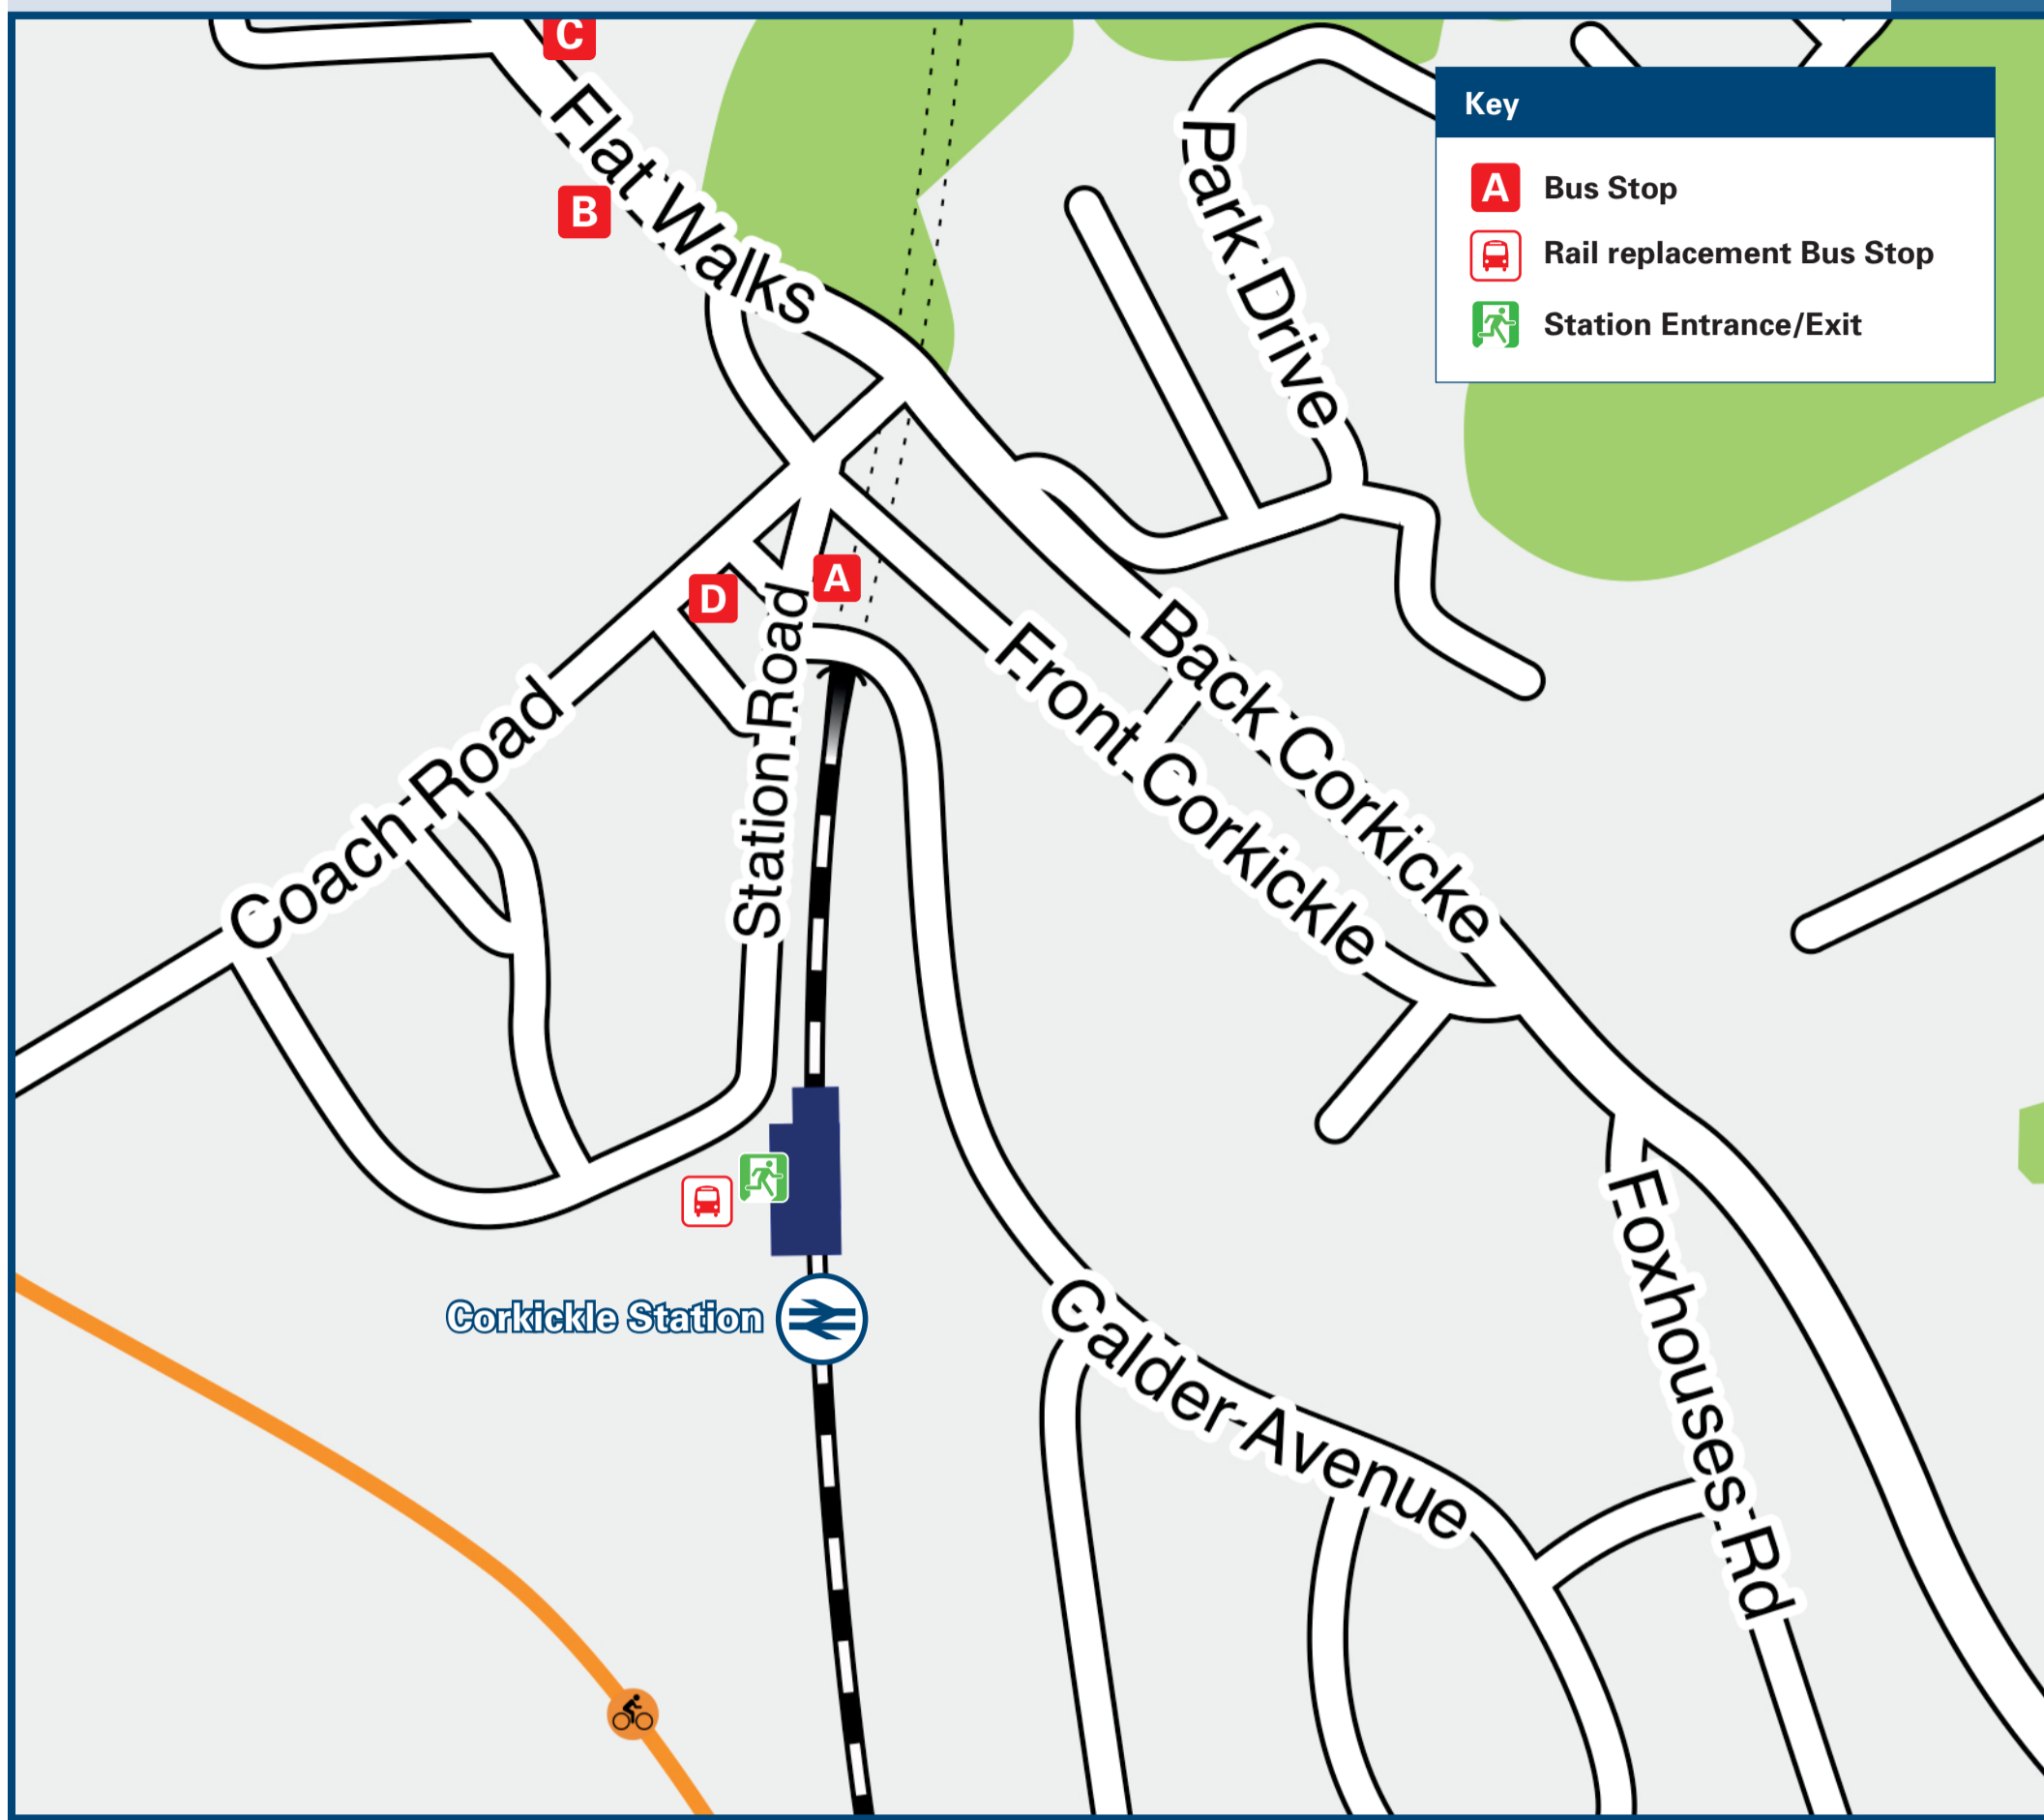 C
Flat Walks
B
Park Drive
Key
A Bus Stop
Rail replacement Bus Stop
Station Entrance/Exit
A
D
Station Road
Coach Road
Back Corkicke
Front Corkickle
Foxhouses Rd
Corkickle Station
Calder Avenue